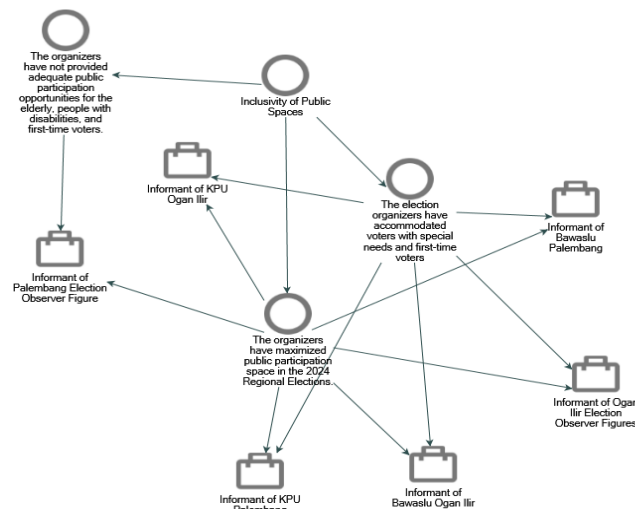 The organizers
have not provided
adequate public
participation
opportunities for the
elderly, people with
disabilities, and
first-time voters.
Inclusivity of Public
Spaces
Informant of KPU
Ogan Ilir
The election
organizers have
accommodated
voters with special
needs and first-time
voters
Informant of
Bawaslu
Palembang
Informant of
Palembang Election
Observer Figure
The organizers
have maximized
public participation
space in the 2024
Regional Elections.
Informant of Ogan
Ilir Election
Observer Figures
Informant of KPU
Palembang
Informant of
Bawaslu Ogan Ilir